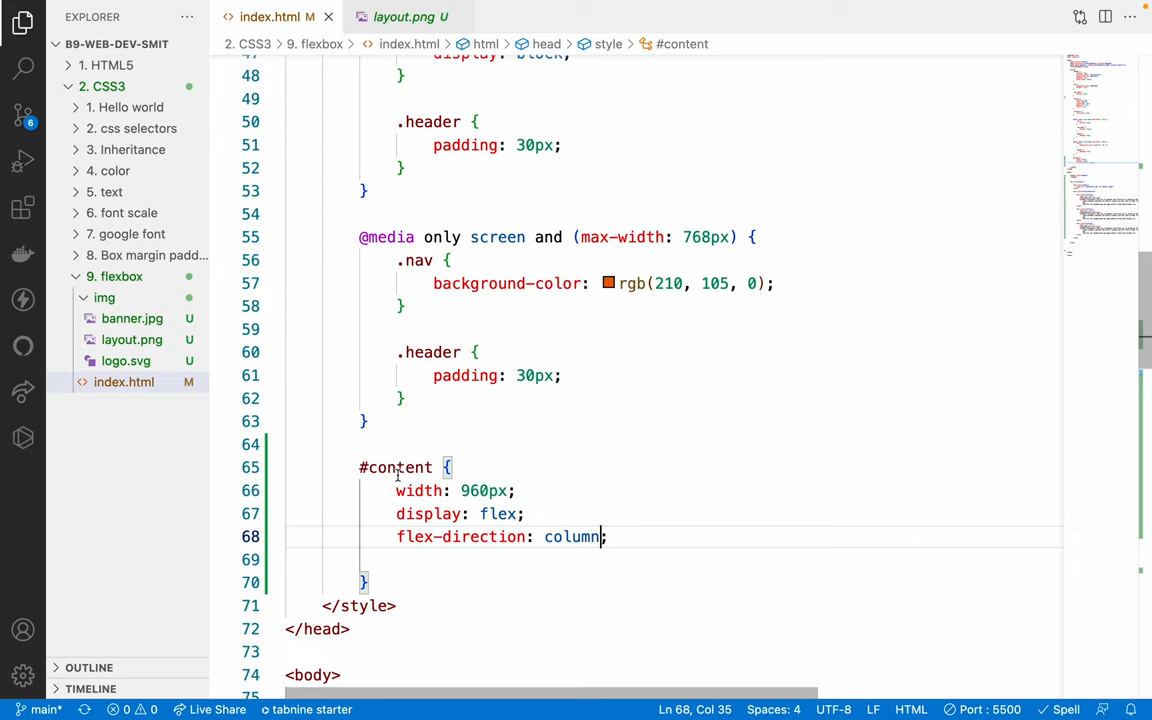 EXPLORER
B9-WEB-DEV-SMIT
1. HTML5
2. CSS3
1. Hello world
2. css selectors
3. Inheritance
4. color
5. text
6. font scale
7. google font
8. Box margin padd...
9. flexbox
img
banner.jpg U
layout.png U
logo.svg U
index.html M
OUTLINE
TIMELINE
index.html M
layout.png U
2. CSS3 > 9. flexbox > index.html > html > head > style > #content
47 display: block;
48 }
49
50 .header {
51 padding: 30px;
52 }
53 }
54
55 @media only screen and (max-width: 768px) {
56 .nav {
57 background-color: rgb(210, 105, 0);
58 }
59
60 .header {
61 padding: 30px;
62 }
63 }
64
65 #content {
66 width: 960px;
67 display: flex;
68 flex-direction: column;
69
70 }
71 </style>
72 </head>
73
74 <body>
75
6
main* 0 0 Live Share tabnine starter Ln 68, Col 35 Spaces: 4 UTF-8 LF HTML Port : 5500 Spell